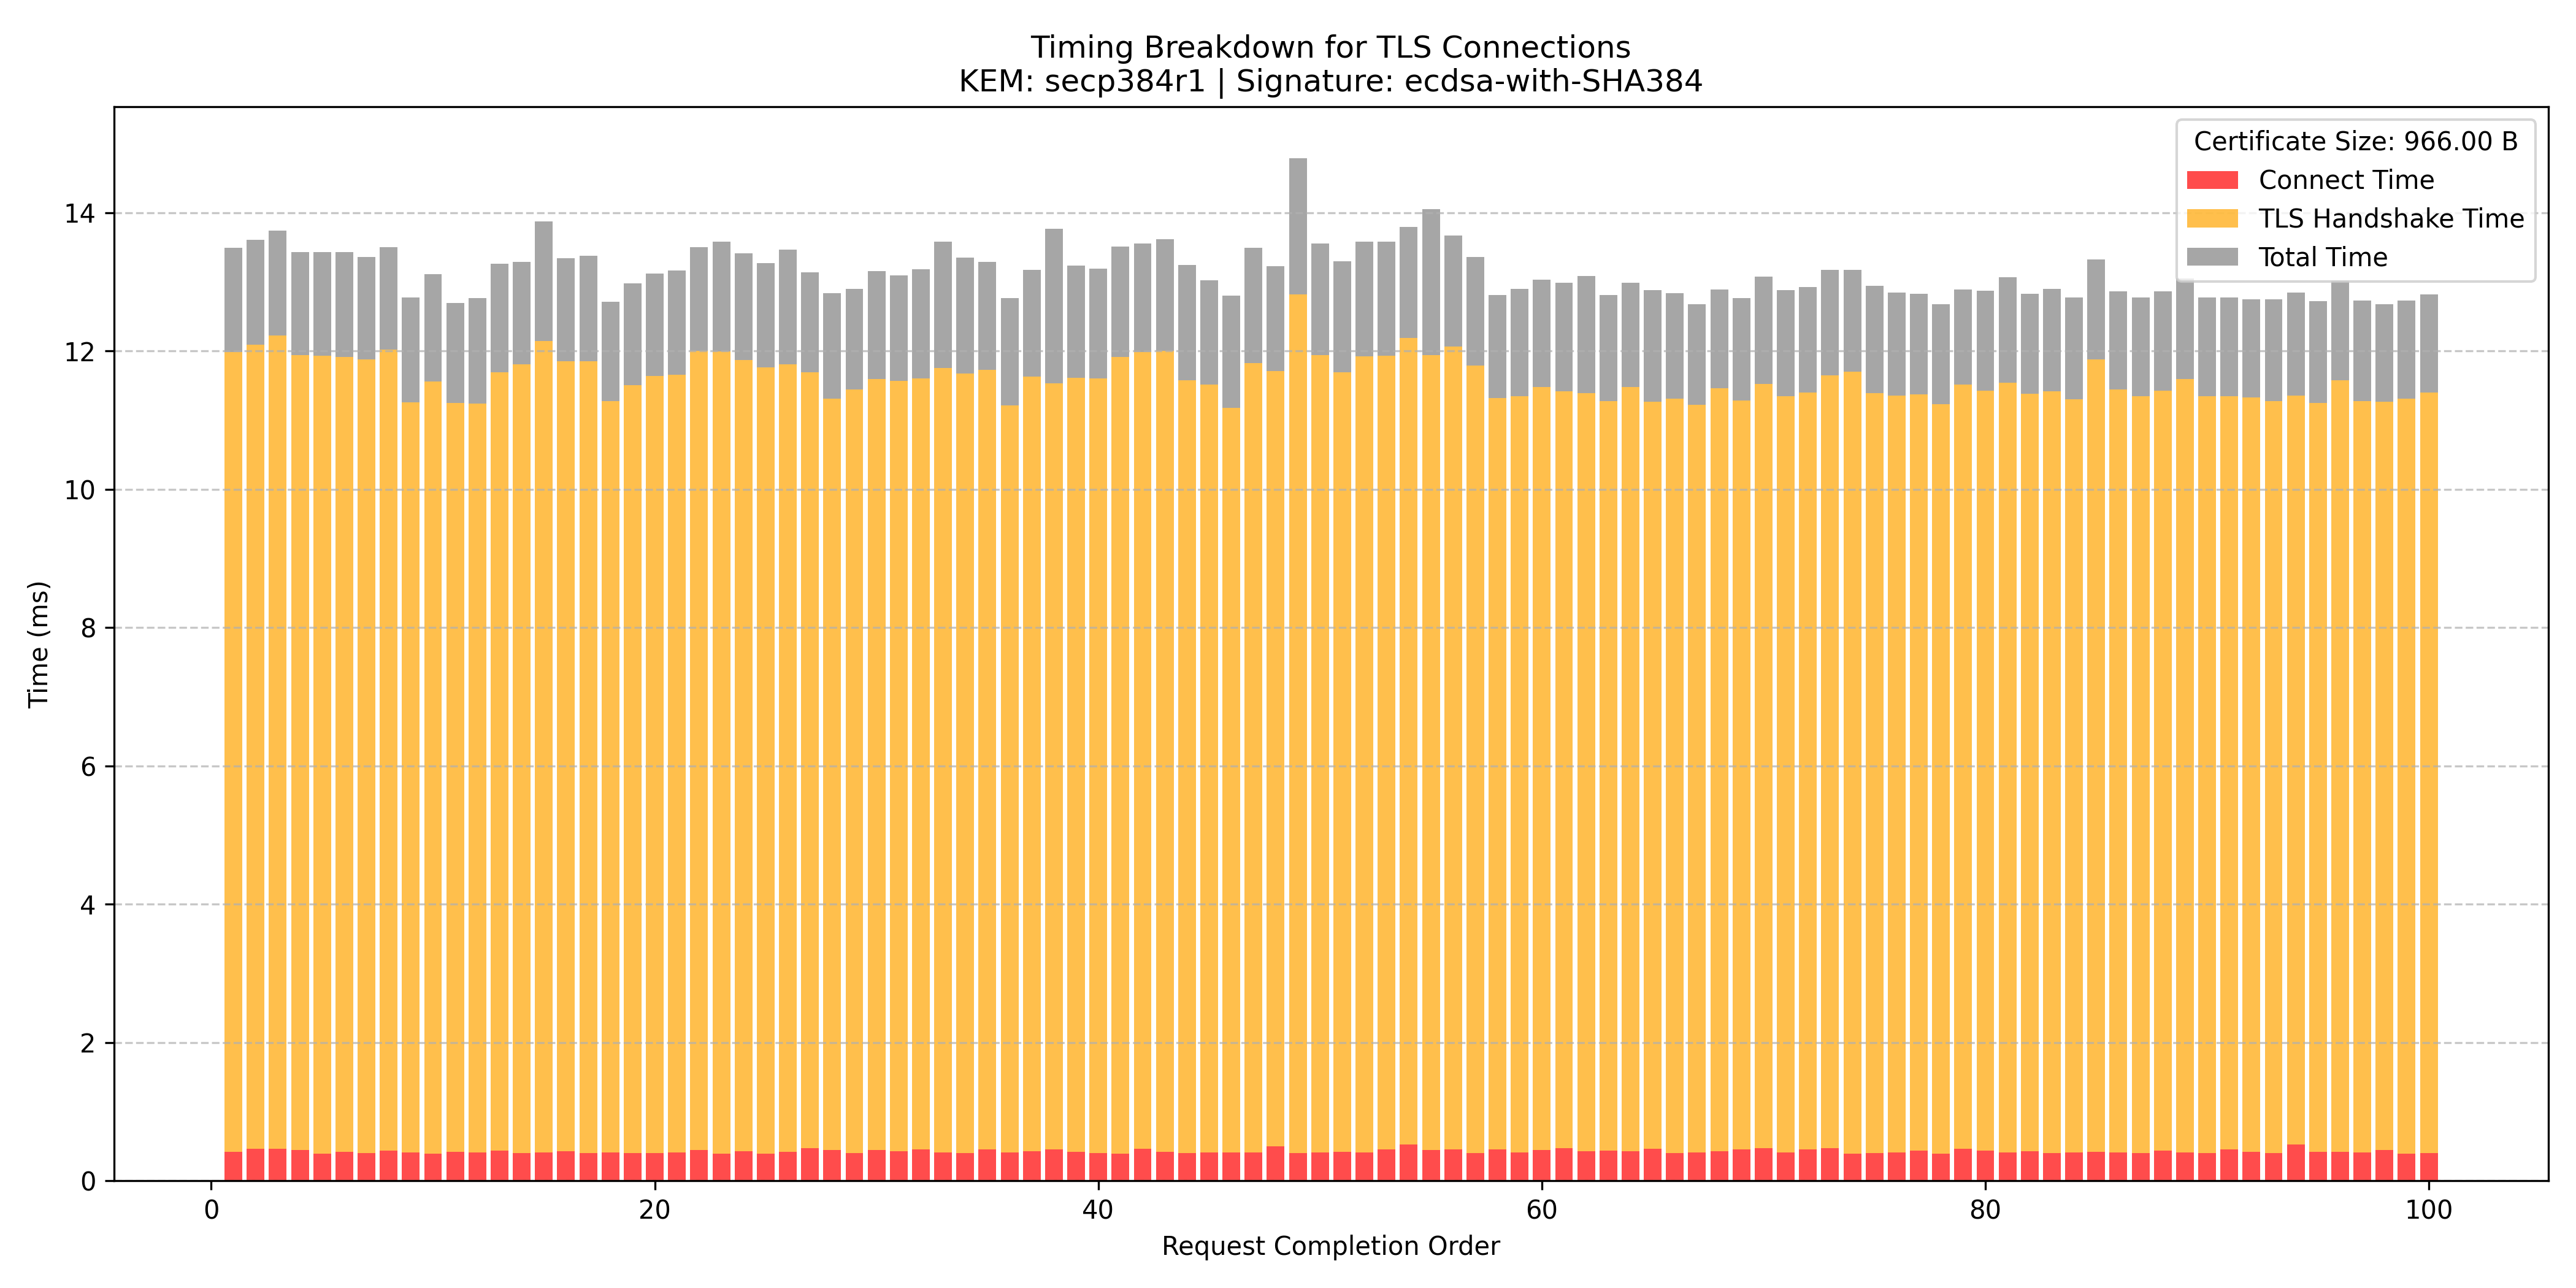 Timing Breakdown for TLS Connections
KEM: secp384r1 | Signature: ecdsa-with-SHA384
Certificate Size: 966.00 B
Connect Time
TLS Handshake Time
Total Time
Time (ms)
14
12
10
8
6
4
2
0
0 20 40 60 80 100
Request Completion Order